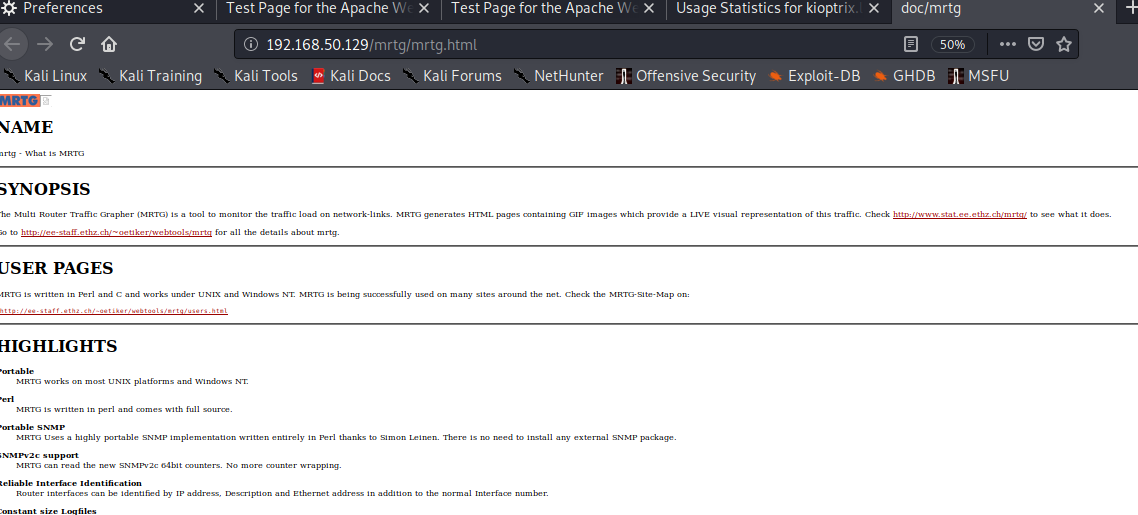 Preferences
Test Page for the Apache We
Test Page for the Apache We
Usage Statistics for kioptrix.
doc/mrtg
192.168.50.129/mrtg/mrtg.html
50%
Kali Linux Kali Training Kali Tools Kali Docs Kali Forums NetHunter Offensive Security Exploit-DB GHDB MSFU
MRTG
NAME
mrtg - What is MRTG
SYNOPSIS
The Multi Router Traffic Grapher (MRTG) is a tool to monitor the traffic load on network-links. MRTG generates HTML pages containing GIF images which provide a LIVE visual representation of this traffic. Check http://www.stat.ee.ethz.ch/mrtg/ to see what it does.
Go to http://ee-staff.ethz.ch/~oetiker/webtools/mrtg for all the details about mrtg.
USER PAGES
MRTG is written in Perl and C and works under UNIX and Windows NT. MRTG is being successfully used on many sites around the net. Check the MRTG-Site-Map on:
http://ee-staff.ethz.ch/~oetiker/webtools/mrtg/users.html
HIGHLIGHTS
Portable
MRTG works on most UNIX platforms and Windows NT.
Perl
MRTG is written in perl and comes with full source.
Portable SNMP
MRTG Uses a highly portable SNMP implementation written entirely in Perl thanks to Simon Leinen. There is no need to install any external SNMP package.
SNMPv2c support
MRTG can read the new SNMPv2c 64bit counters. No more counter wrapping.
Reliable Interface Identification
Router interfaces can be identified by IP address, Description and Ethernet address in addition to the normal Interface number.
Constant size Logfiles